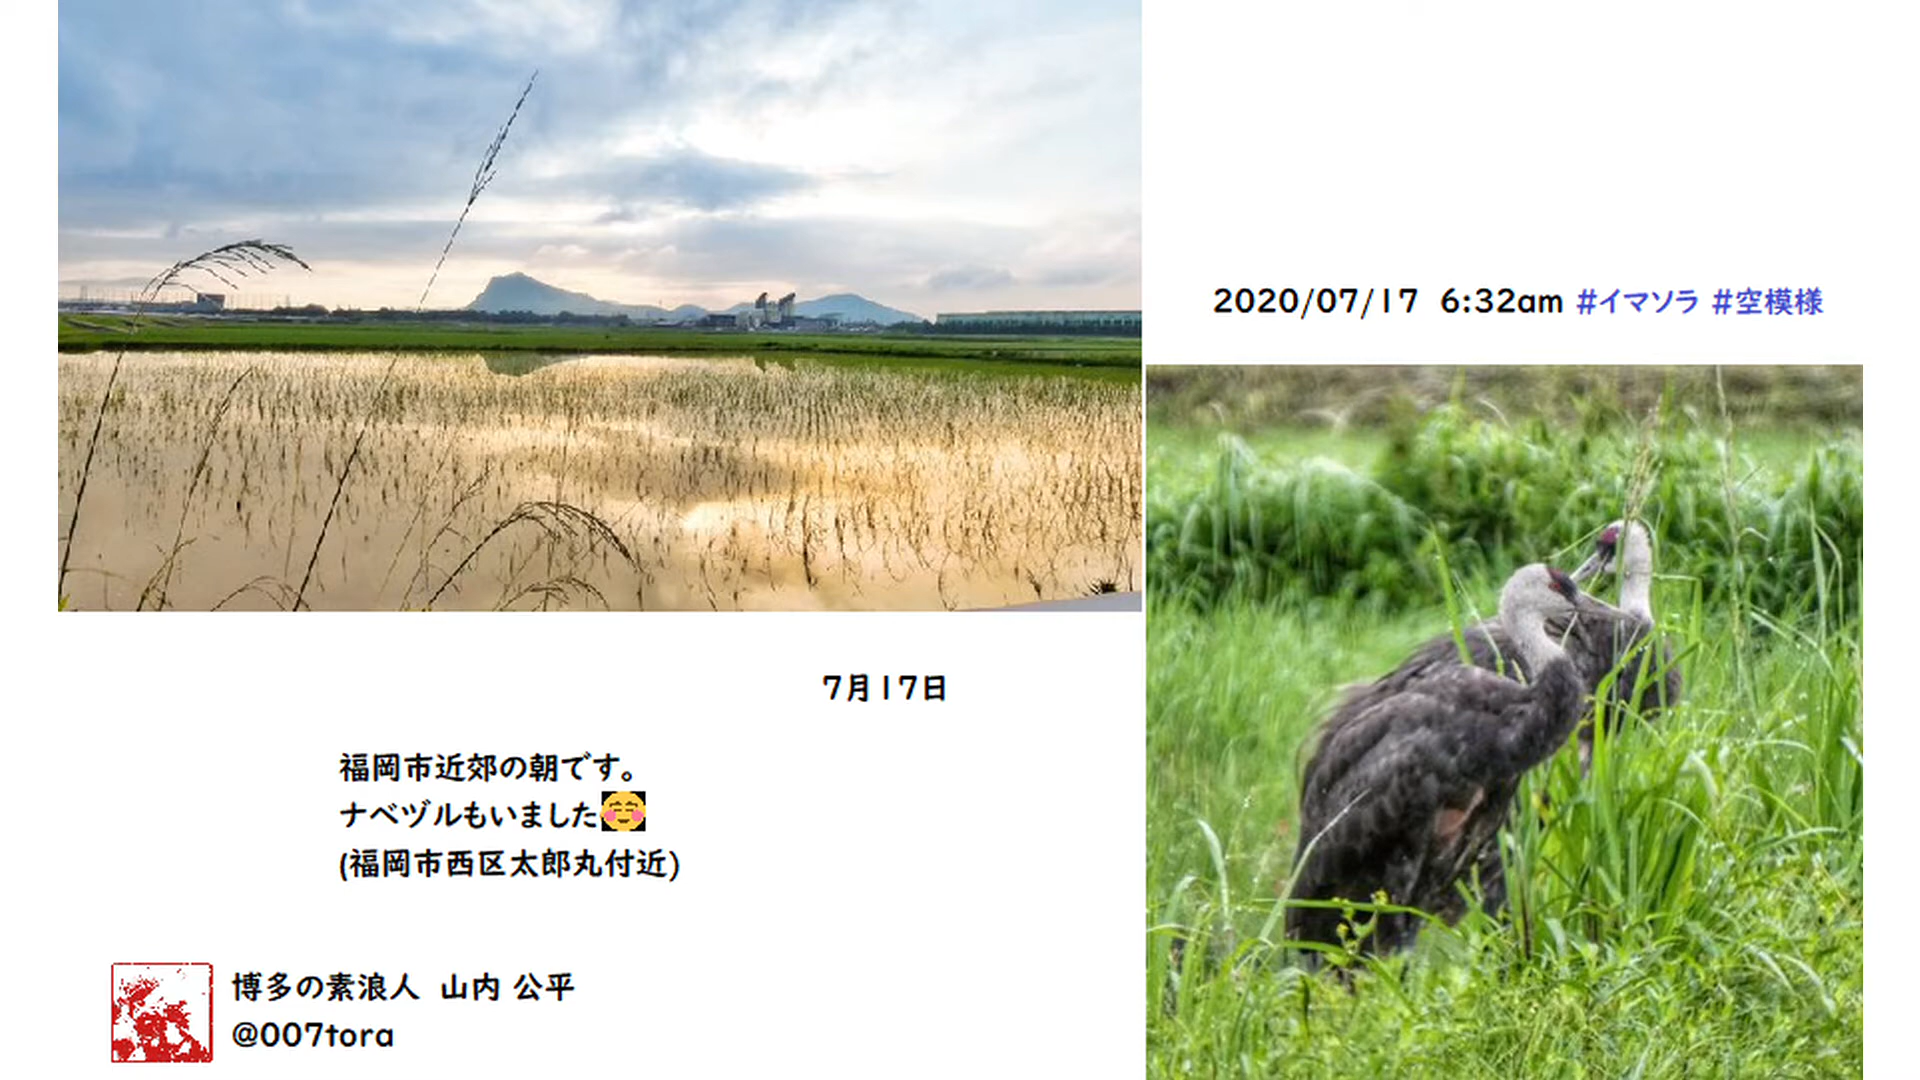 2020/07/17 6:32am #イマソラ #空模様
7月17日
福岡市近郊の朝です。
ナベヅルもいました😊
(福岡市西区太郎丸付近)
博多の素浪人 山内 公平
@007tora